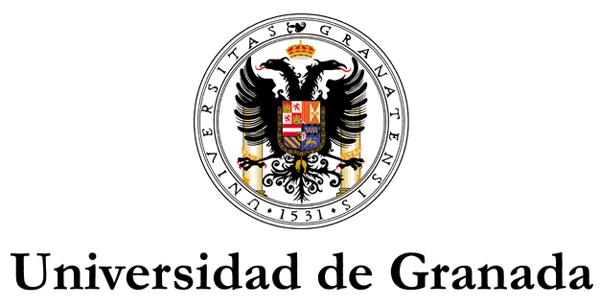 UNIVERSITAS GRANATENSIS
· 1531 ·
Universidad de Granada